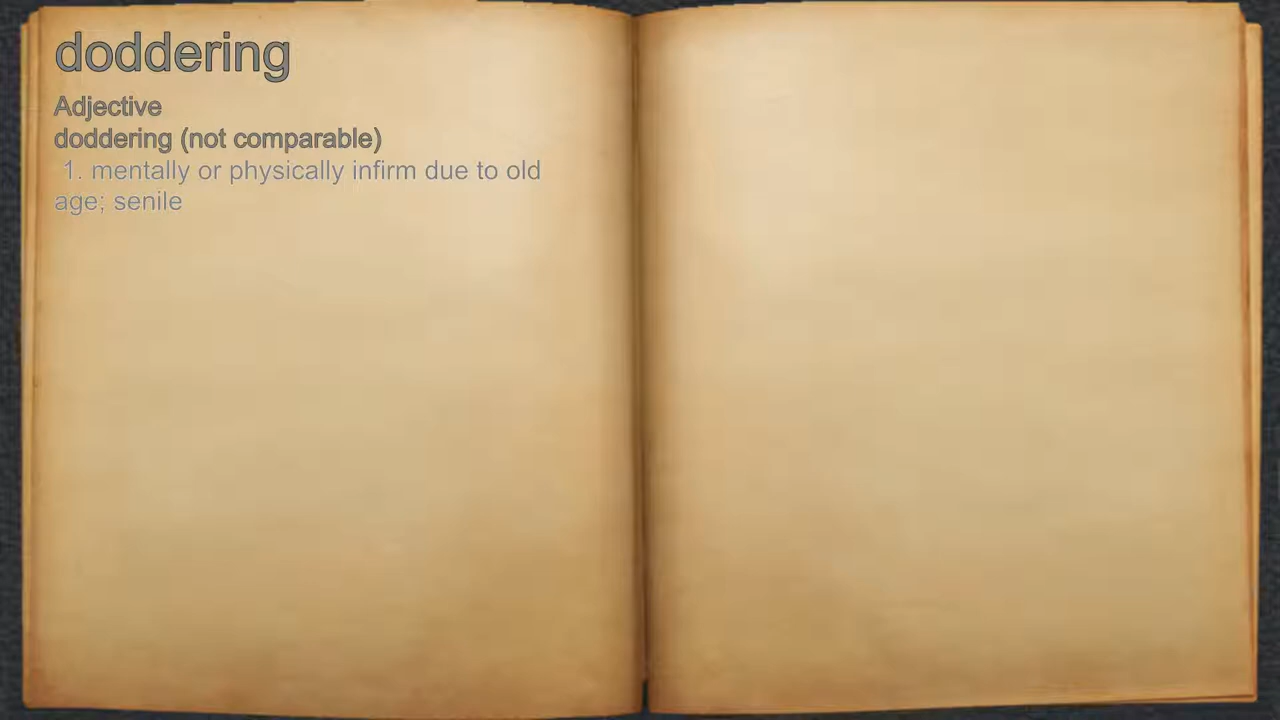 doddering
Adjective
doddering (not comparable)
1. mentally or physically infirm due to old
age; senile